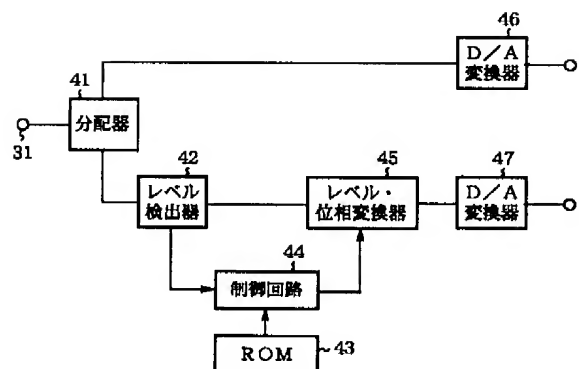 46
D／A
変換器
41
分配器
31
42
レベル
検出器
45
レベル・
位相変換器
47
D／A
変換器
44
制御回路
ROM
43